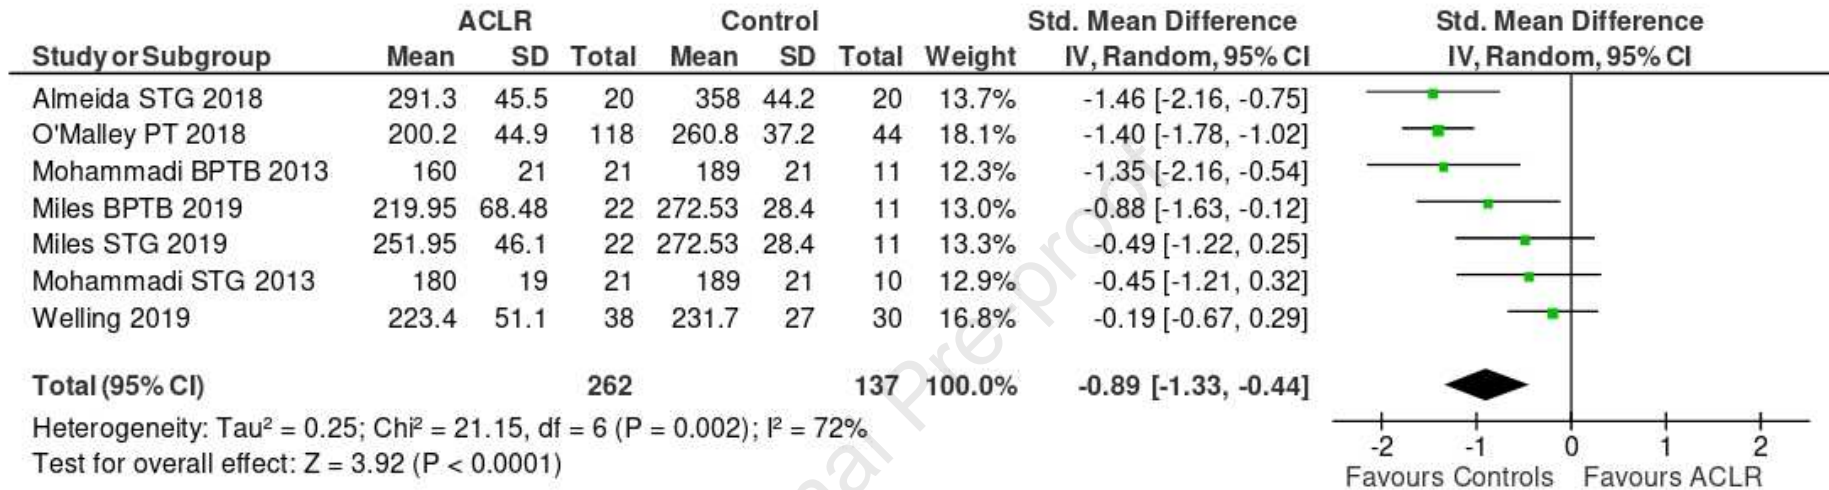 ACLR Control Std. Mean Difference Std. Mean Difference
Study or Subgroup Mean SD Total Mean SD Total Weight IV, Random, 95% CI IV, Random, 95% CI
Almeida STG 2018 291.3 45.5 20 358 44.2 20 13.7% -1.46 [-2.16, -0.75]
O'Malley PT 2018 200.2 44.9 118 260.8 37.2 44 18.1% -1.40 [-1.78, -1.02]
Mohammadi BPTB 2013 160 21 21 189 21 11 12.3% -1.35 [-2.16, -0.54]
Miles BPTB 2019 219.95 68.48 22 272.53 28.4 11 13.0% -0.88 [-1.63, -0.12]
Miles STG 2019 251.95 46.1 22 272.53 28.4 11 13.3% -0.49 [-1.22, 0.25]
Mohammadi STG 2013 180 19 21 189 21 10 12.9% -0.45 [-1.21, 0.32]
Welling 2019 223.4 51.1 38 231.7 27 30 16.8% -0.19 [-0.67, 0.29]
Total (95% CI) 262 137 100.0% -0.89 [-1.33, -0.44]
Heterogeneity: Tau² = 0.25; Chi² = 21.15, df = 6 (P = 0.002); I² = 72%
Test for overall effect: Z = 3.92 (P < 0.0001)
-2 -1 0 1 2
Favours Controls Favours ACLR
Pre-proof